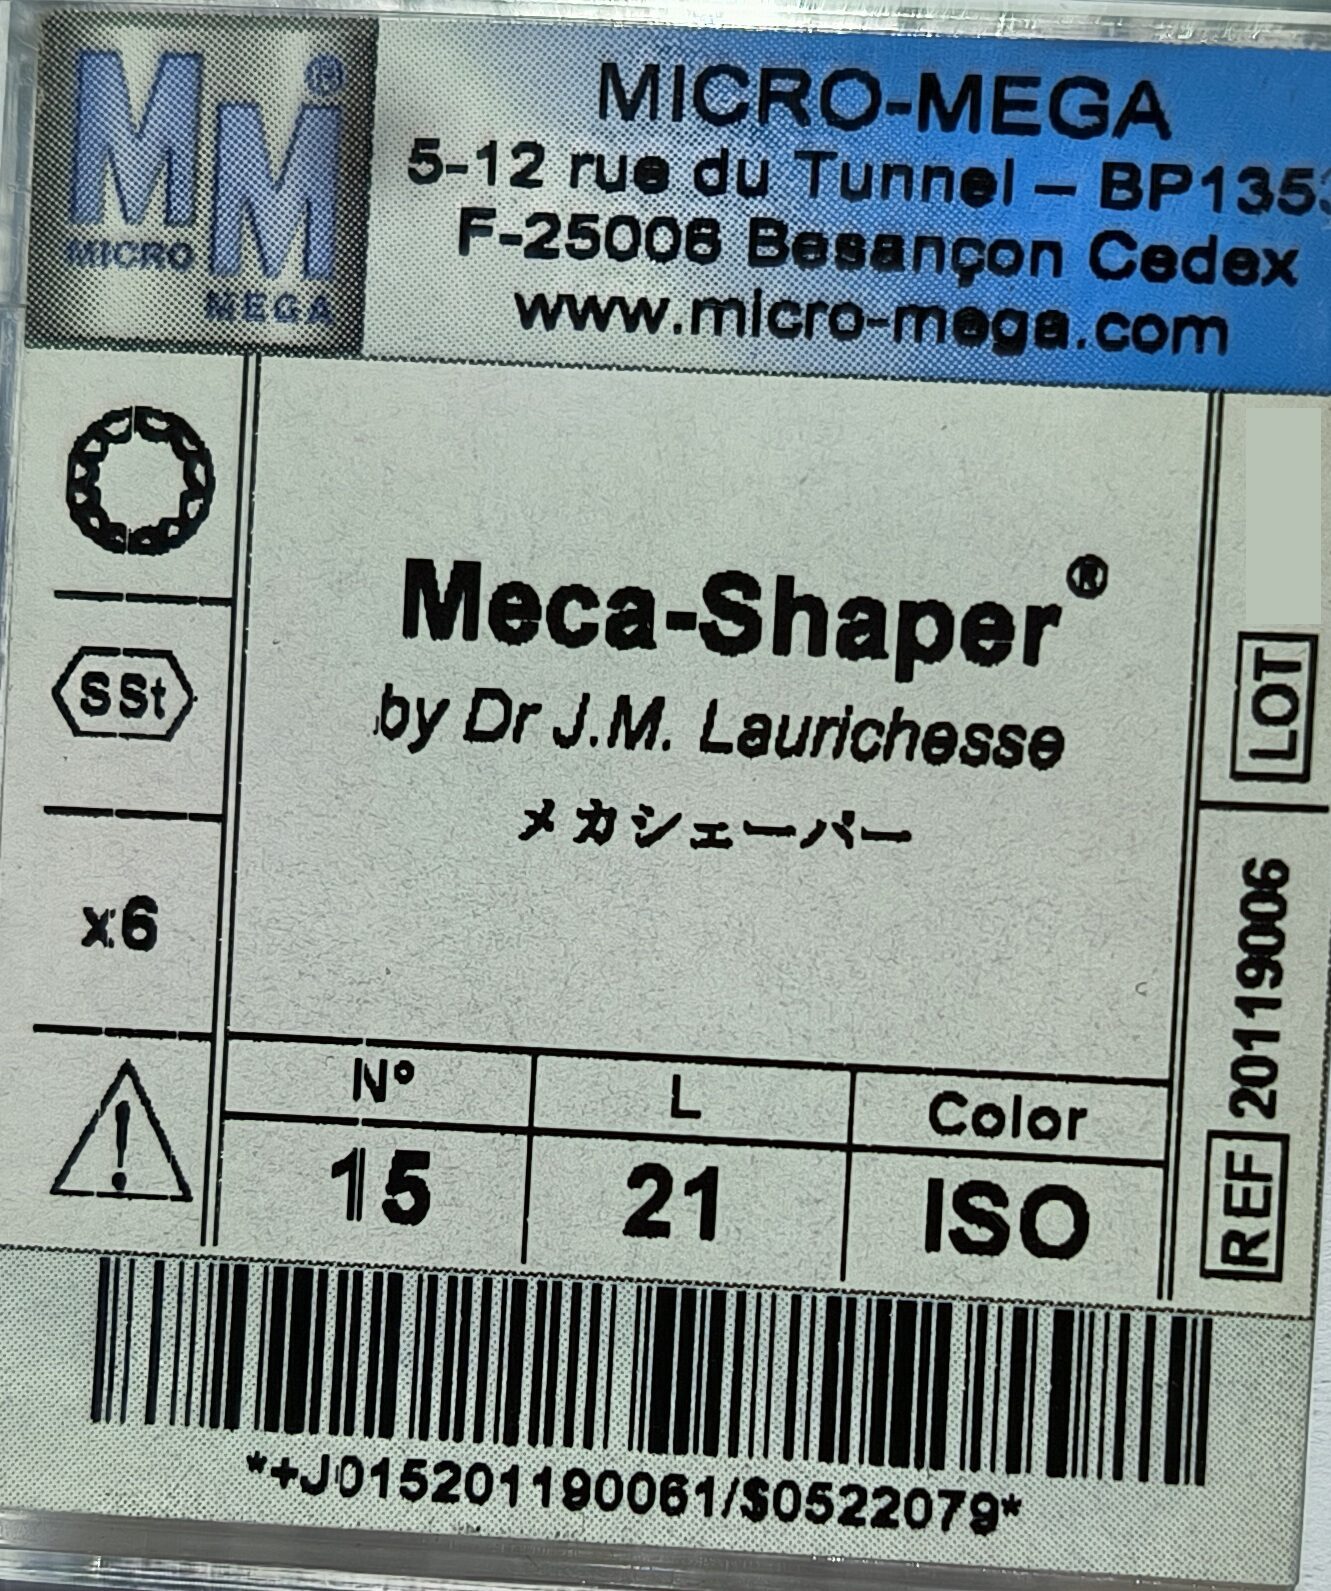 MM®
MICRO
MEGA
MICRO-MEGA
5-12 rue du Tunnel – BP1353
F-25006 Besançon Cedex
www.micro-mega.com
SSt
x6
Meca-Shaper®
by Dr J.M. Laurichesse
メカシェーパー
N° L Color
15 21 ISO
LOT
REF 20119006
*+J015201190061/$0522079*